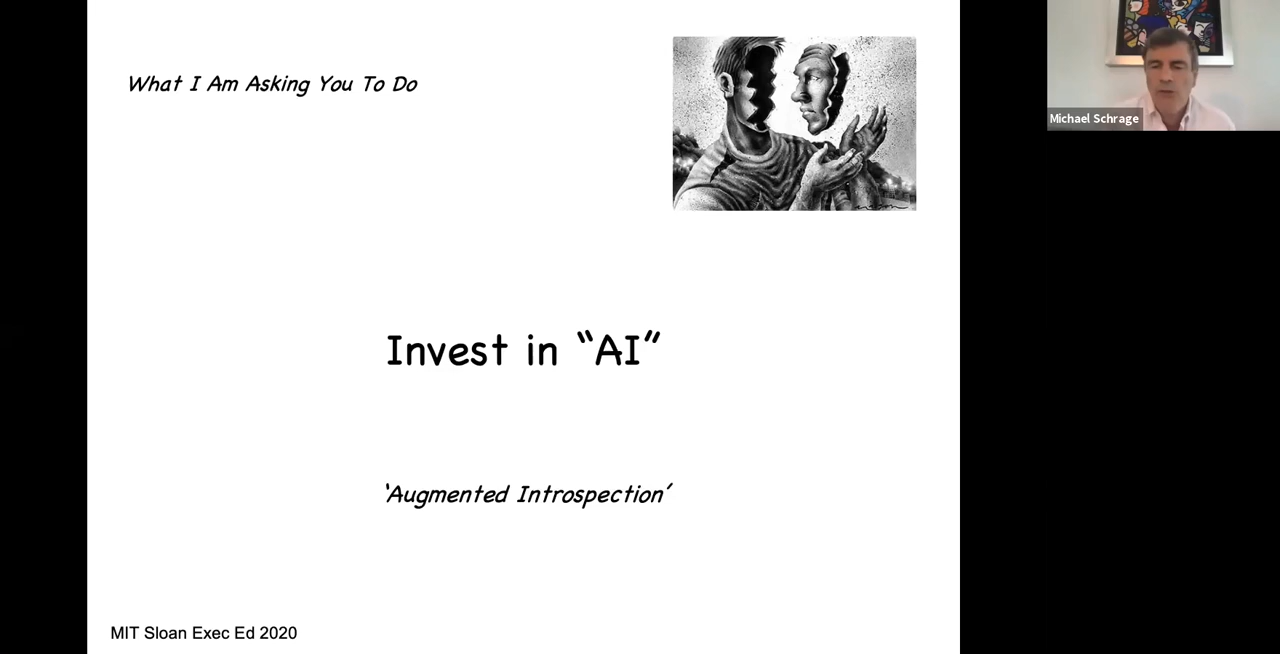 What I Am Asking You To Do
Michael Schrage
Invest in “AI”
‘Augmented Introspection’
MIT Sloan Exec Ed 2020